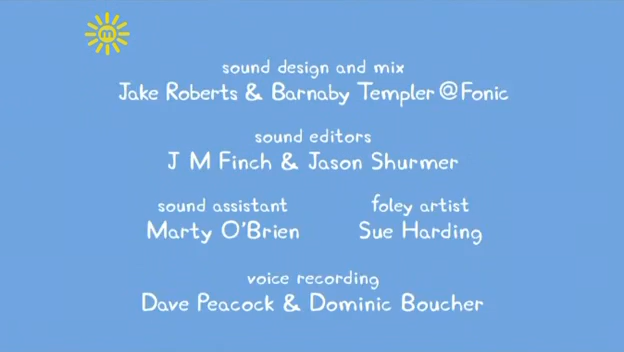 m
sound design and mix
Jake Roberts & Barnaby Templer @Fonic
sound editors
J M Finch & Jason Shurmer
sound assistant
Marty O'Brien
foley artist
Sue Harding
voice recording
Dave Peacock & Dominic Boucher